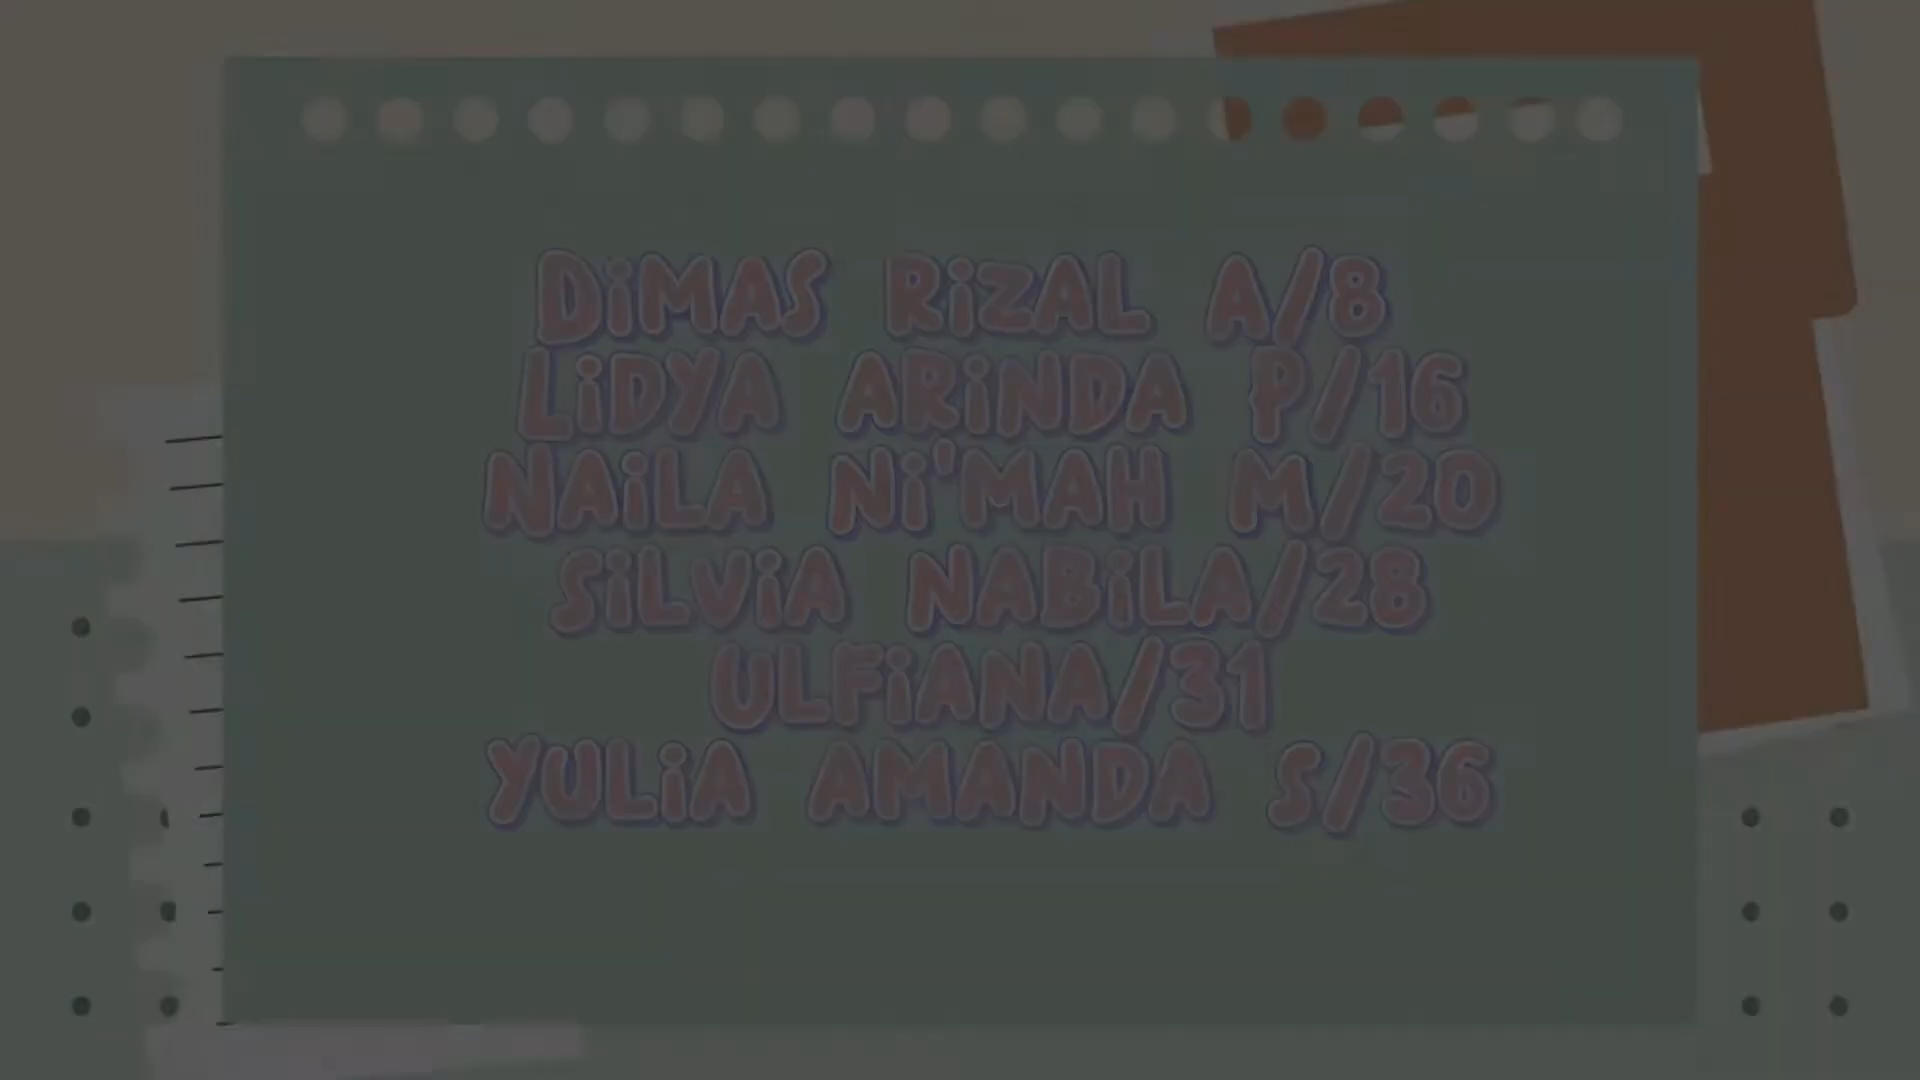 DiMAS RiZAL A/8
LiDYA ARiNDA P/16
NAiLA Ni'MAH M/20
SiLViA NABiLA/28
ULFiANA/31
YULiA AMANDA S/36